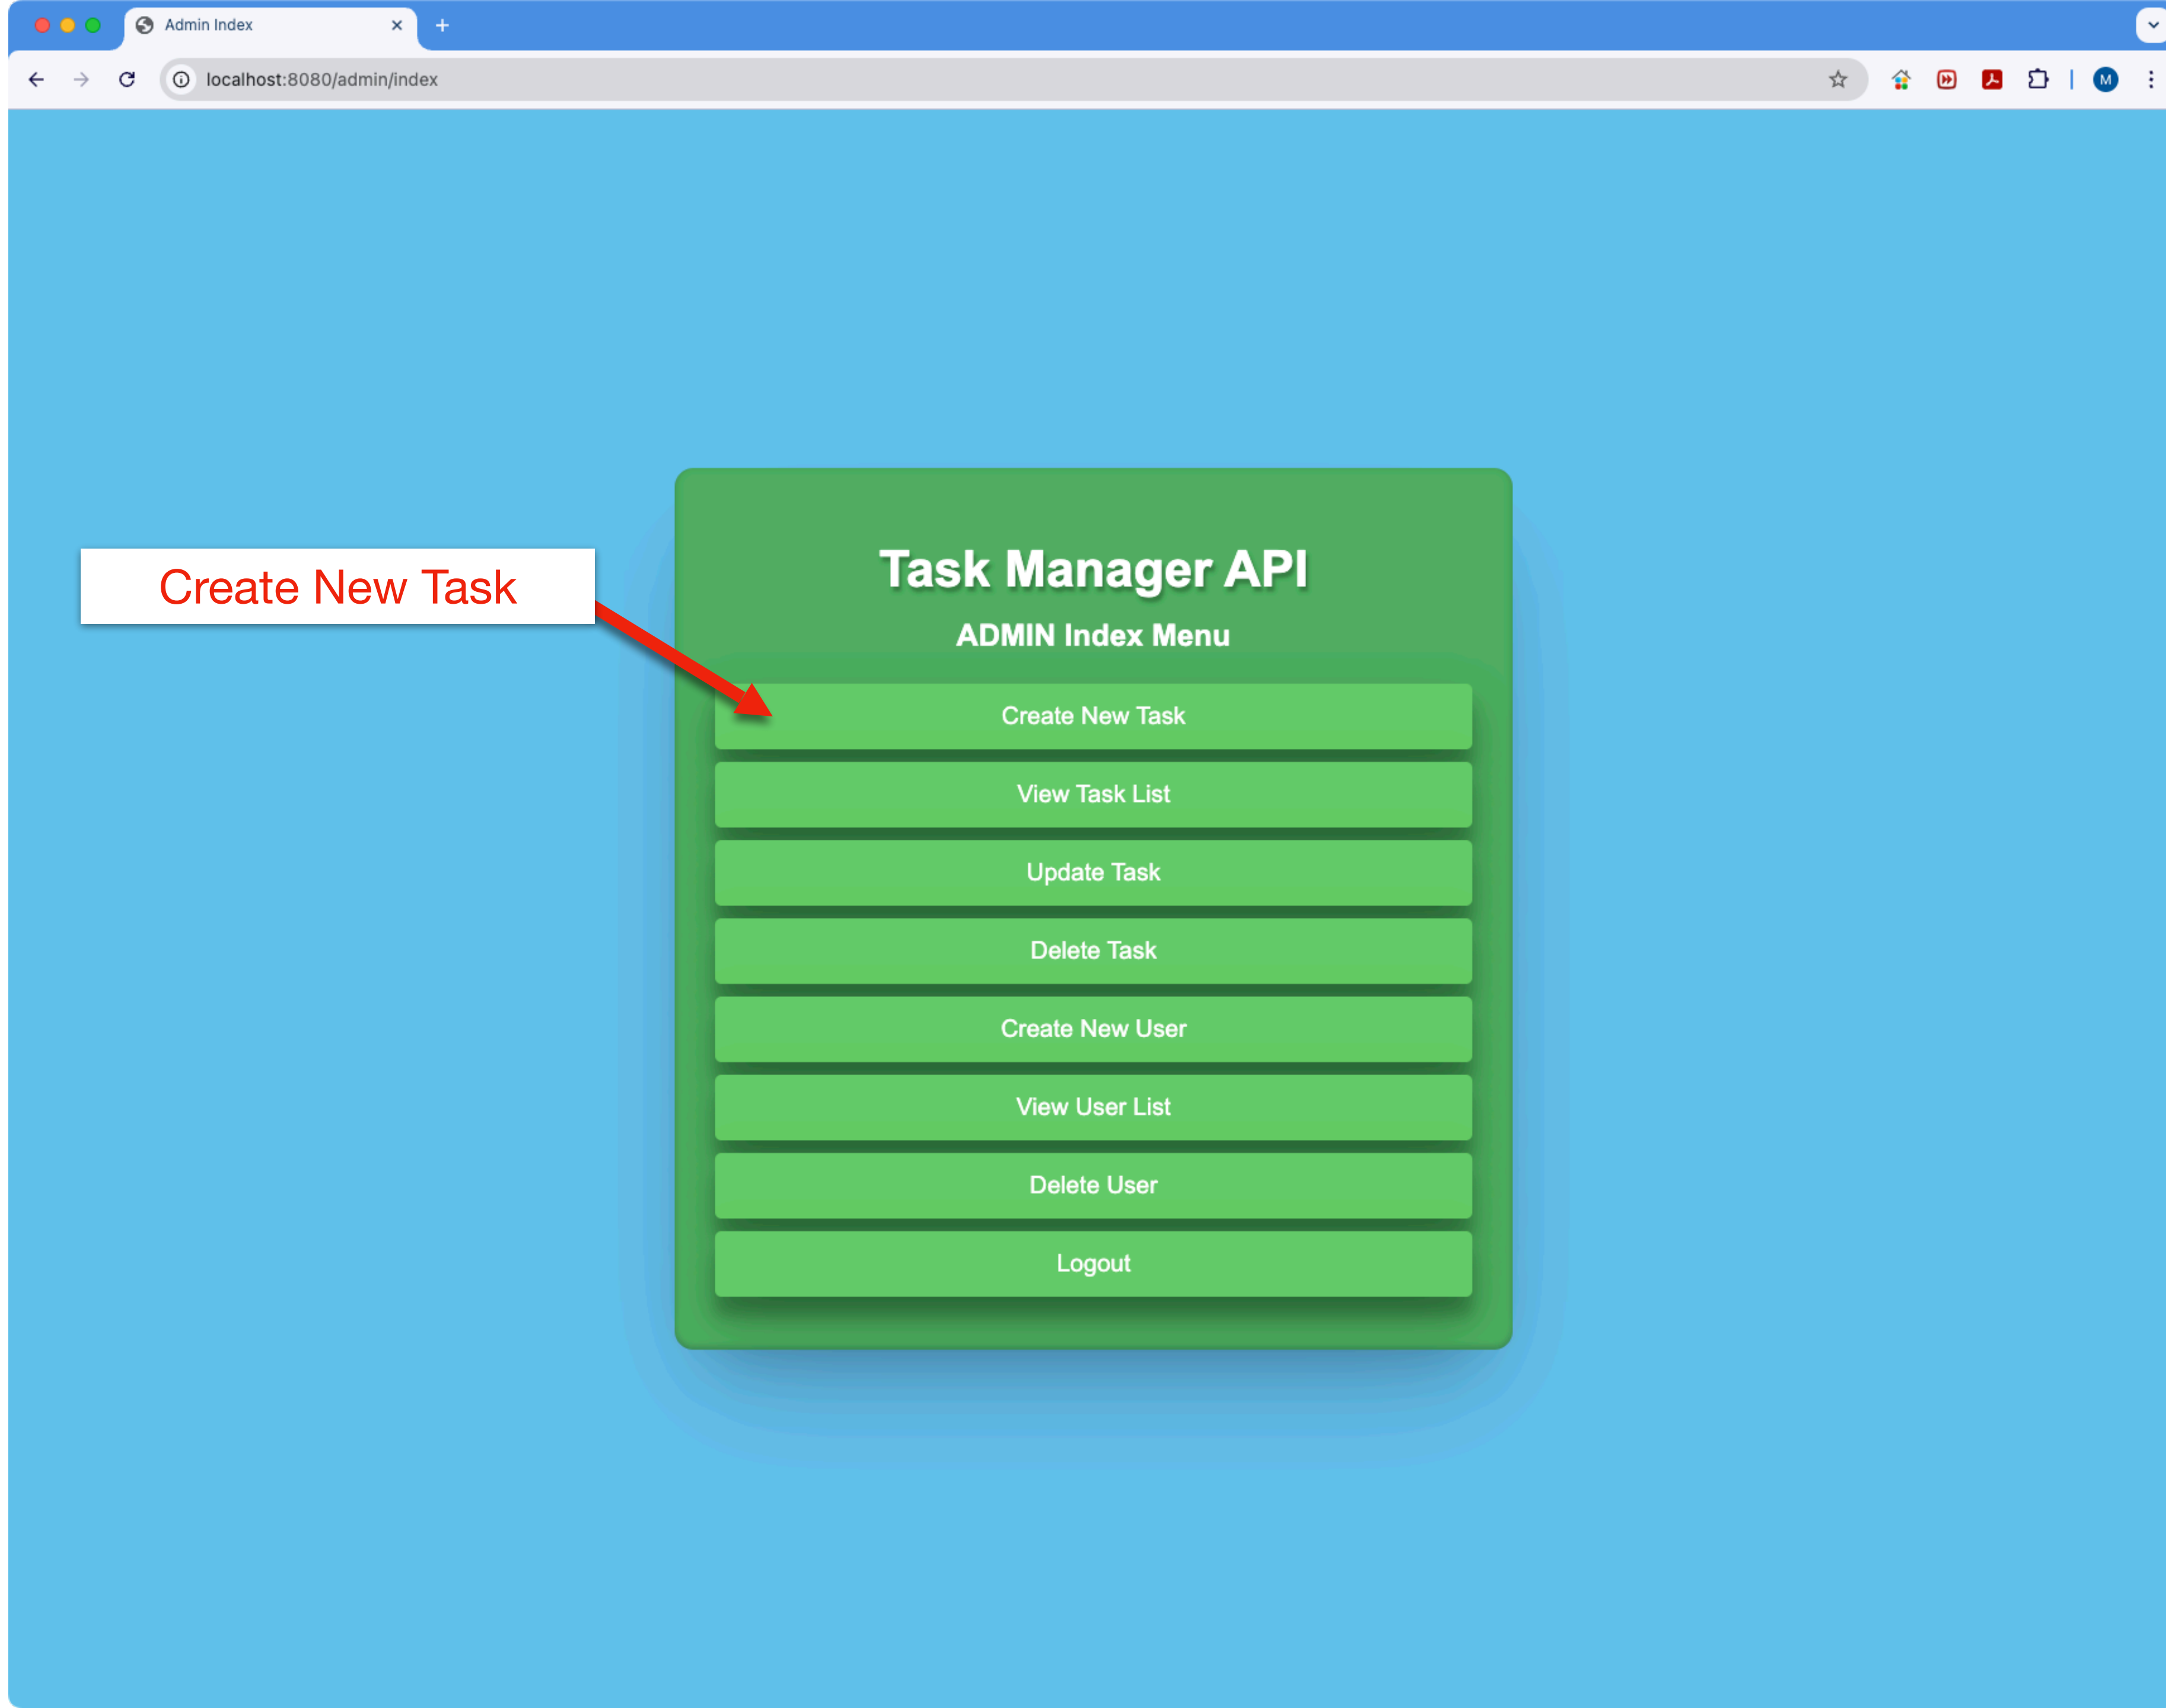 Admin Index
localhost:8080/admin/index
M
Create New Task
Task Manager API
ADMIN Index Menu
Create New Task
View Task List
Update Task
Delete Task
Create New User
View User List
Delete User
Logout